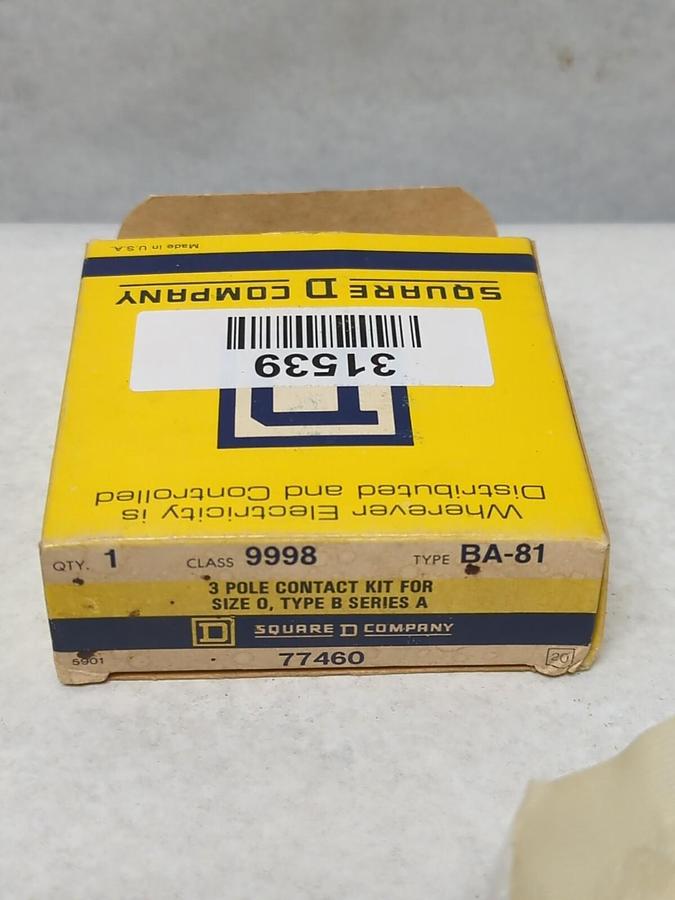 Made in U.S.A.
SQUARE D COMPANY
31539
Wherever Electricity is
Distributed and Controlled
QTY. 1 CLASS 9998 TYPE BA-81
3 POLE CONTACT KIT FOR
SIZE O, TYPE B SERIES A
D SQUARE D COMPANY
5901 77460 20